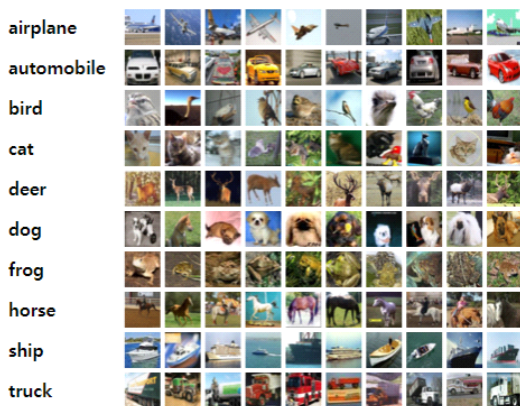 airplane
automobile
bird
cat
deer
dog
frog
horse
ship
truck